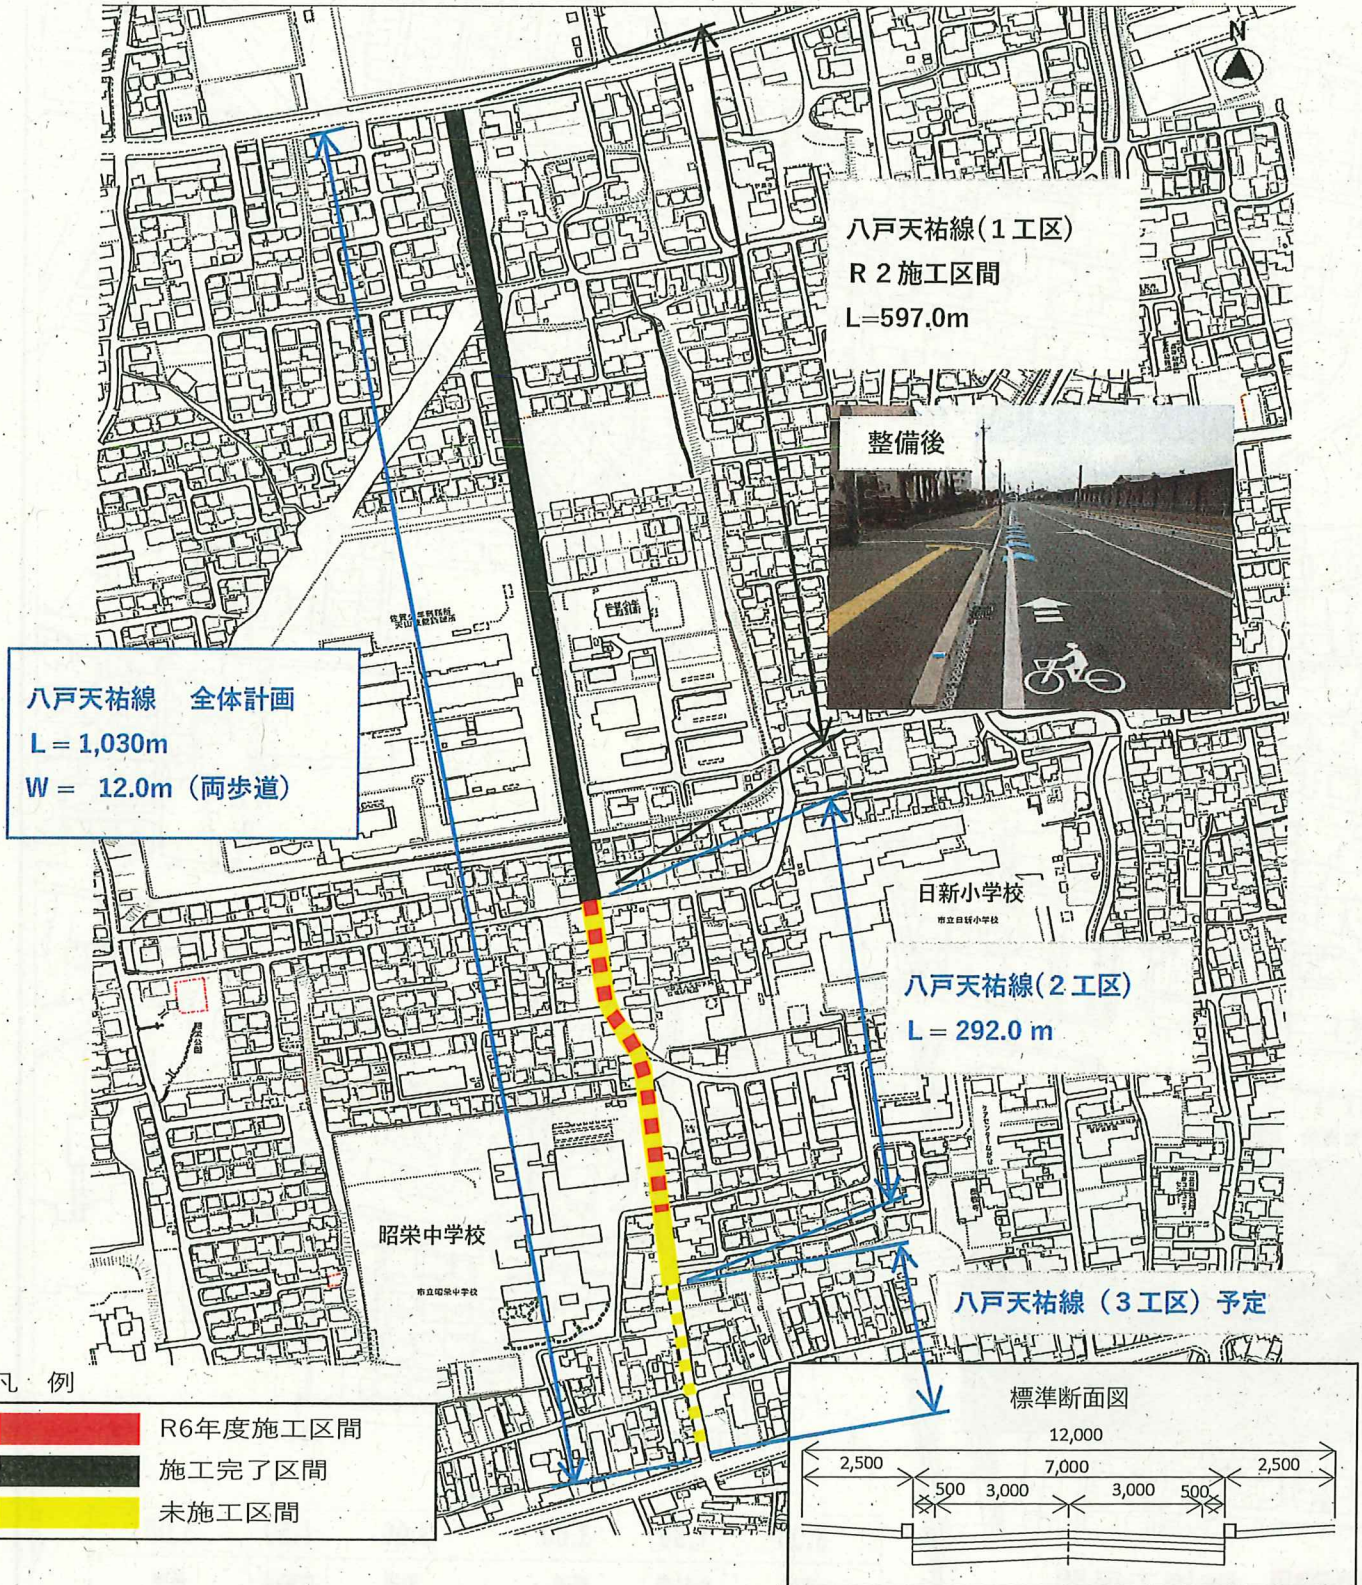 N
八戸天祐線(1工区)
R 2 施工区間
L=597.0m
整備後
八戸天祐線 全体計画
L = 1,030m
W = 12.0m (両歩道)
日新小学校
市立日新小学校
八戸天祐線(2工区)
L = 292.0 m
昭栄中学校
市立昭栄中学校
八戸天祐線（3工区）予定
凡 例
R6年度施工区間
施工完了区間
未施工区間
標準断面図
12,000
2,500 7,000 2,500
500 3,000 3,000 500